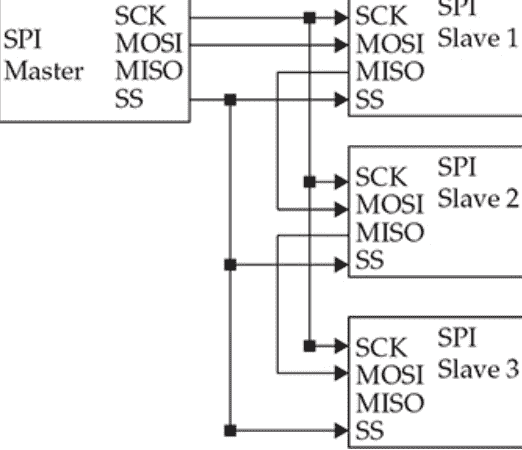 SPI
Master
SCK
MOSI
MISO
SS
SCK
MOSI
MISO
SS
SPI
Slave 1
SCK
MOSI
MISO
SS
SPI
Slave 2
SCK
MOSI
MISO
SS
SPI
Slave 3